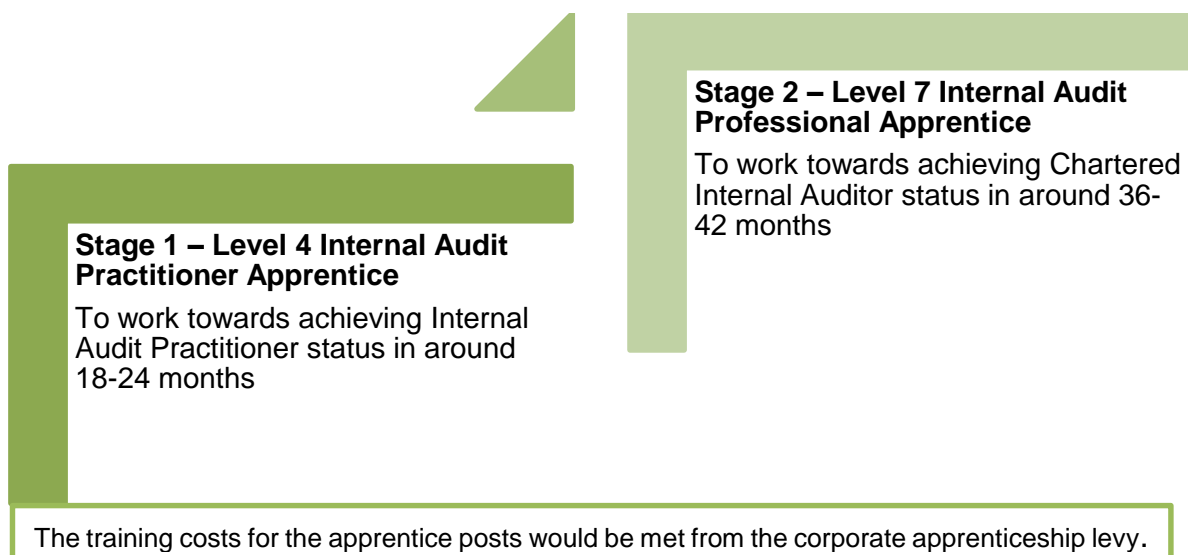 Stage 2 – Level 7 Internal Audit
Professional Apprentice
To work towards achieving Chartered
Internal Auditor status in around 36-
42 months
Stage 1 – Level 4 Internal Audit
Practitioner Apprentice
To work towards achieving Internal
Audit Practitioner status in around
18-24 months
The training costs for the apprentice posts would be met from the corporate apprenticeship levy.